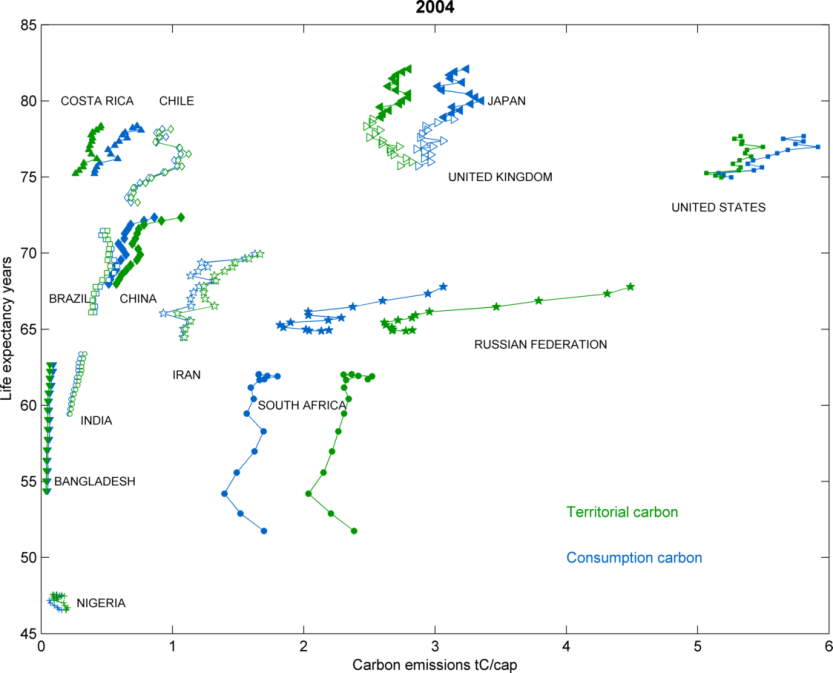 2004
85
80
75
70
65
60
55
50
45
Life expectancy years
COSTA RICA
CHILE
JAPAN
UNITED KINGDOM
UNITED STATES
BRAZIL
CHINA
RUSSIAN FEDERATION
IRAN
SOUTH AFRICA
INDIA
BANGLADESH
Territorial carbon
Consumption carbon
NIGERIA
0
1
2
3
4
5
6
Carbon emissions tC/cap